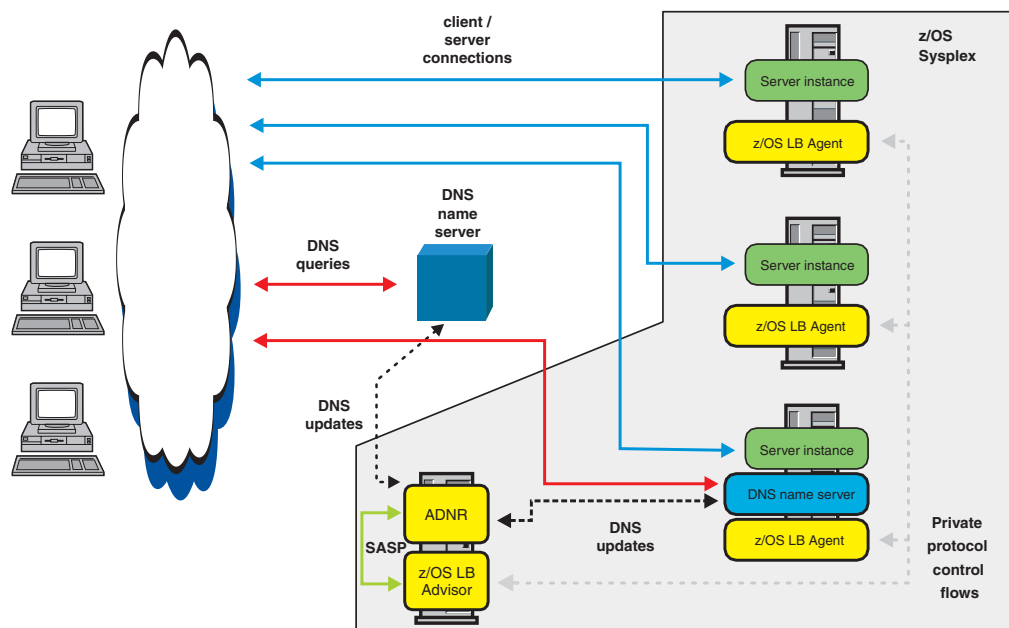 client /
server
connections
z/OS
Sysplex
Server instance
z/OS LB Agent
DNS
name
server
DNS
queries
Server instance
z/OS LB Agent
DNS
updates
Server instance
DNS name server
z/OS LB Agent
ADNR
SASP
z/OS LB
Advisor
DNS
updates
Private
protocol
control
flows